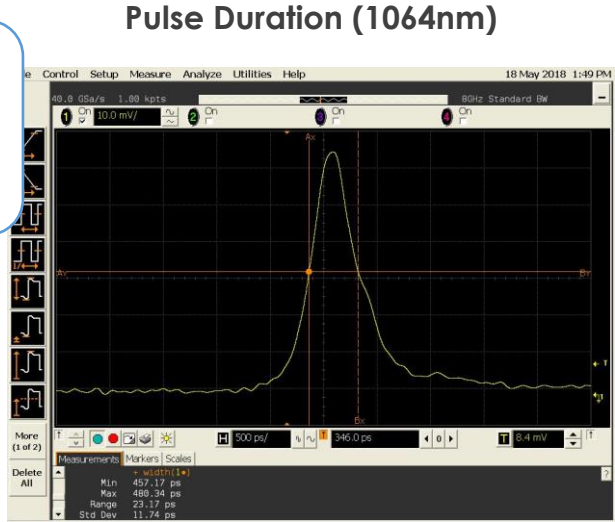 Pulse Duration (1064nm)
e Control Setup Measure Analyze Utilities Help 18 May 2018 1:49 PM
40.0 GSa/s 1.00 kpts 8GHz Standard BW
1 On 10.0 mV/ 2 On 3 On 4 On
Ax
Ay By
T
Bx
More
(1 of 2)
Delete
All
H 500 ps/ T 346.0 ps 0 T 8.4 mV
Measurements Markers Scales
+ width(1•)
Min 457.17 ps
Max 480.34 ps
Range 23.17 ps
Std Dev 11.74 ps
?